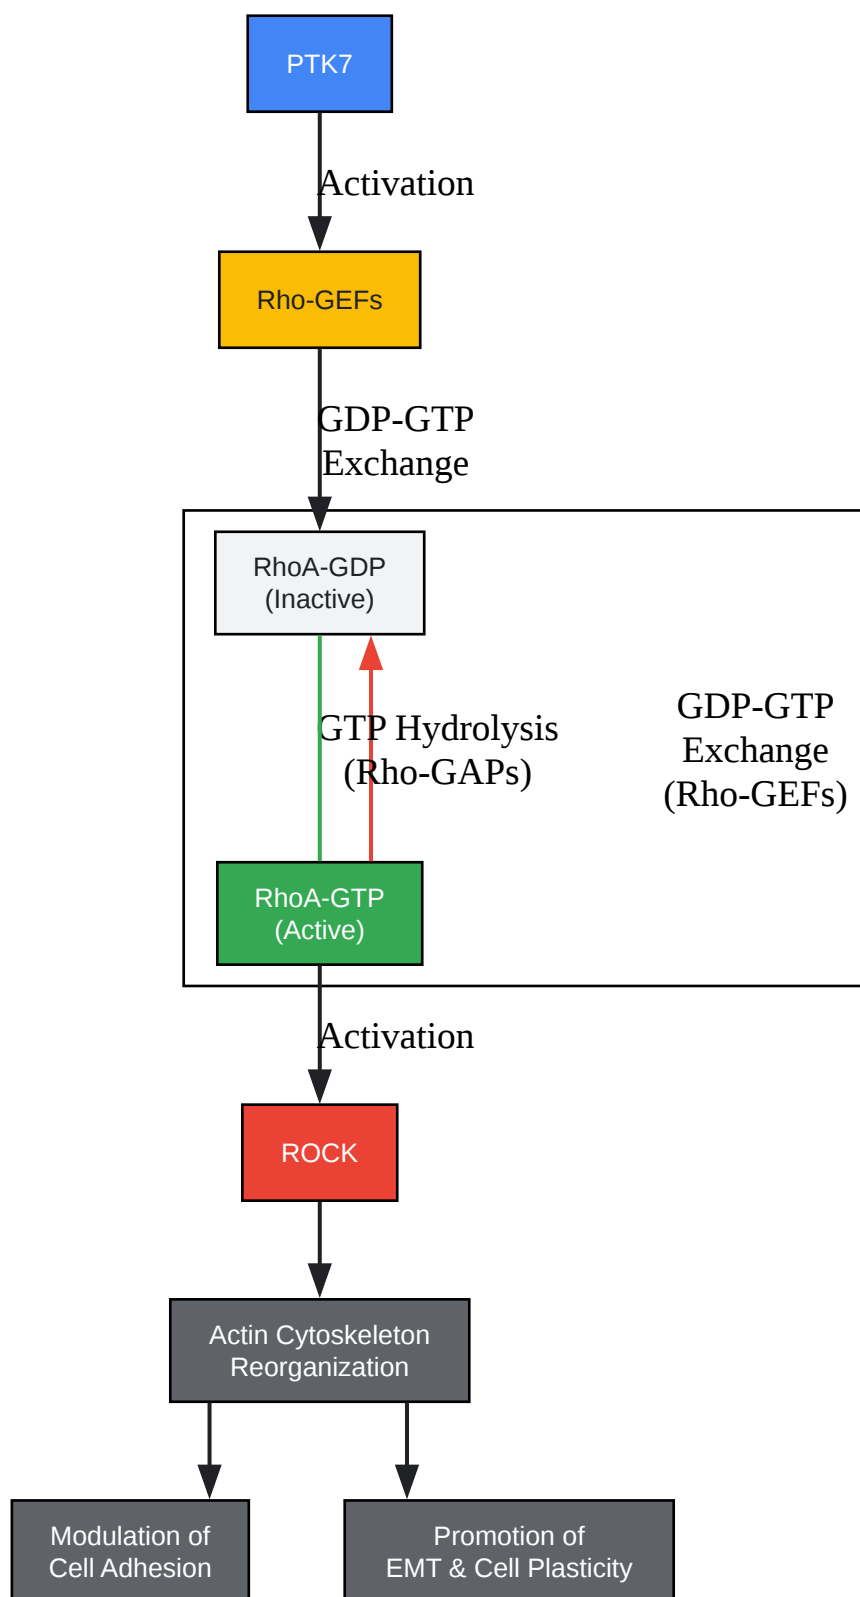 PTK7
Activation
Rho-GEFs
GDP-GTP
Exchange
RhoA-GDP
(Inactive)
GTP Hydrolysis
(Rho-GAPs)
GDP-GTP
Exchange
(Rho-GEFs)
RhoA-GTP
(Active)
Activation
ROCK
Actin Cytoskeleton
Reorganization
Modulation of
Cell Adhesion
Promotion of
EMT & Cell Plasticity